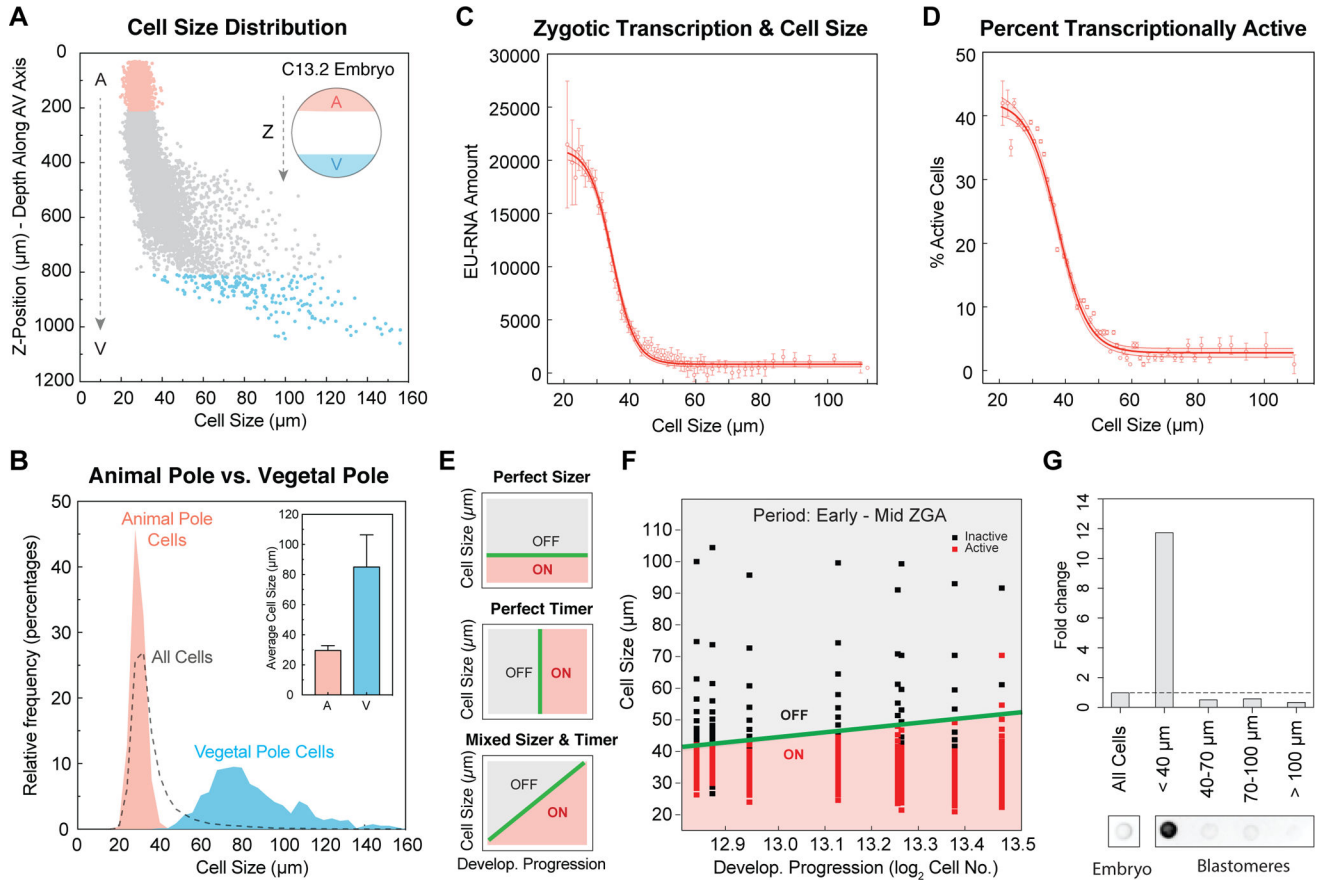 A
Cell Size Distribution
0
200
400
600
800
1000
1200
Z-Position (μm) - Depth Along AV Axis
A
V
C13.2 Embryo
A
Z
V
0 20 40 60 80 100 120 140 160
Cell Size (μm)
C
Zygotic Transcription & Cell Size
30000
25000
20000
15000
10000
5000
0
EU-RNA Amount
20 40 60 80 100
Cell Size (μm)
D
Percent Transcriptionally Active
50
40
30
20
10
0
% Active Cells
20 40 60 80 100
Cell Size (μm)
B
Animal Pole vs. Vegetal Pole
50
40
30
20
10
0
Relative frequency (percentages)
Animal Pole
Cells
All Cells
Vegetal Pole Cells
120
100
80
60
40
20
0
Average Cell Size (μm)
A V
0 20 40 60 80 100 120 140 160
Cell Size (μm)
E
Perfect Sizer
Cell Size (μm)
OFF
ON
Perfect Timer
Cell Size (μm)
OFF
ON
Mixed Sizer & Timer
Cell Size (μm)
OFF
ON
Develop. Progression
F
Period: Early - Mid ZGA
Inactive
Active
110
100
90
80
70
60
50
40
30
20
Cell Size (μm)
OFF
ON
12.9 13.0 13.1 13.2 13.3 13.4 13.5
Develop. Progression (log2 Cell No.)
G
14
12
10
8
6
4
2
0
Fold change
All Cells
< 40 μm
40-70 μm
70-100 μm
> 100 μm
Embryo
Blastomeres